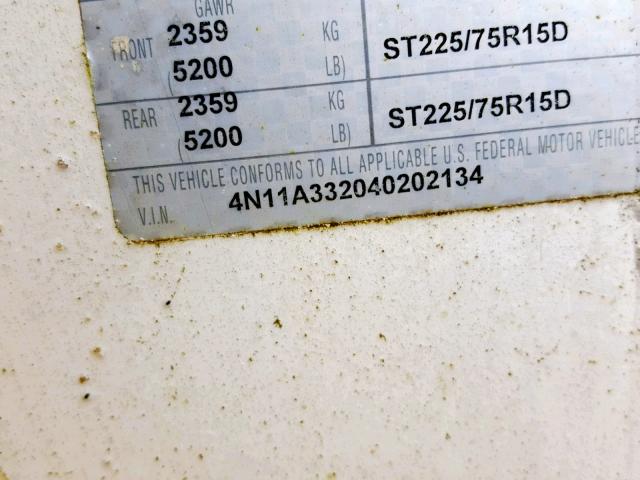 GAWR
FRONT 2359 KG ST225/75R15D
(5200 LB)
REAR 2359 KG ST225/75R15D
(5200 LB)
THIS VEHICLE CONFORMS TO ALL APPLICABLE U.S. FEDERAL MOTOR VEHICLE
V.I.N. 4N11A332040202134